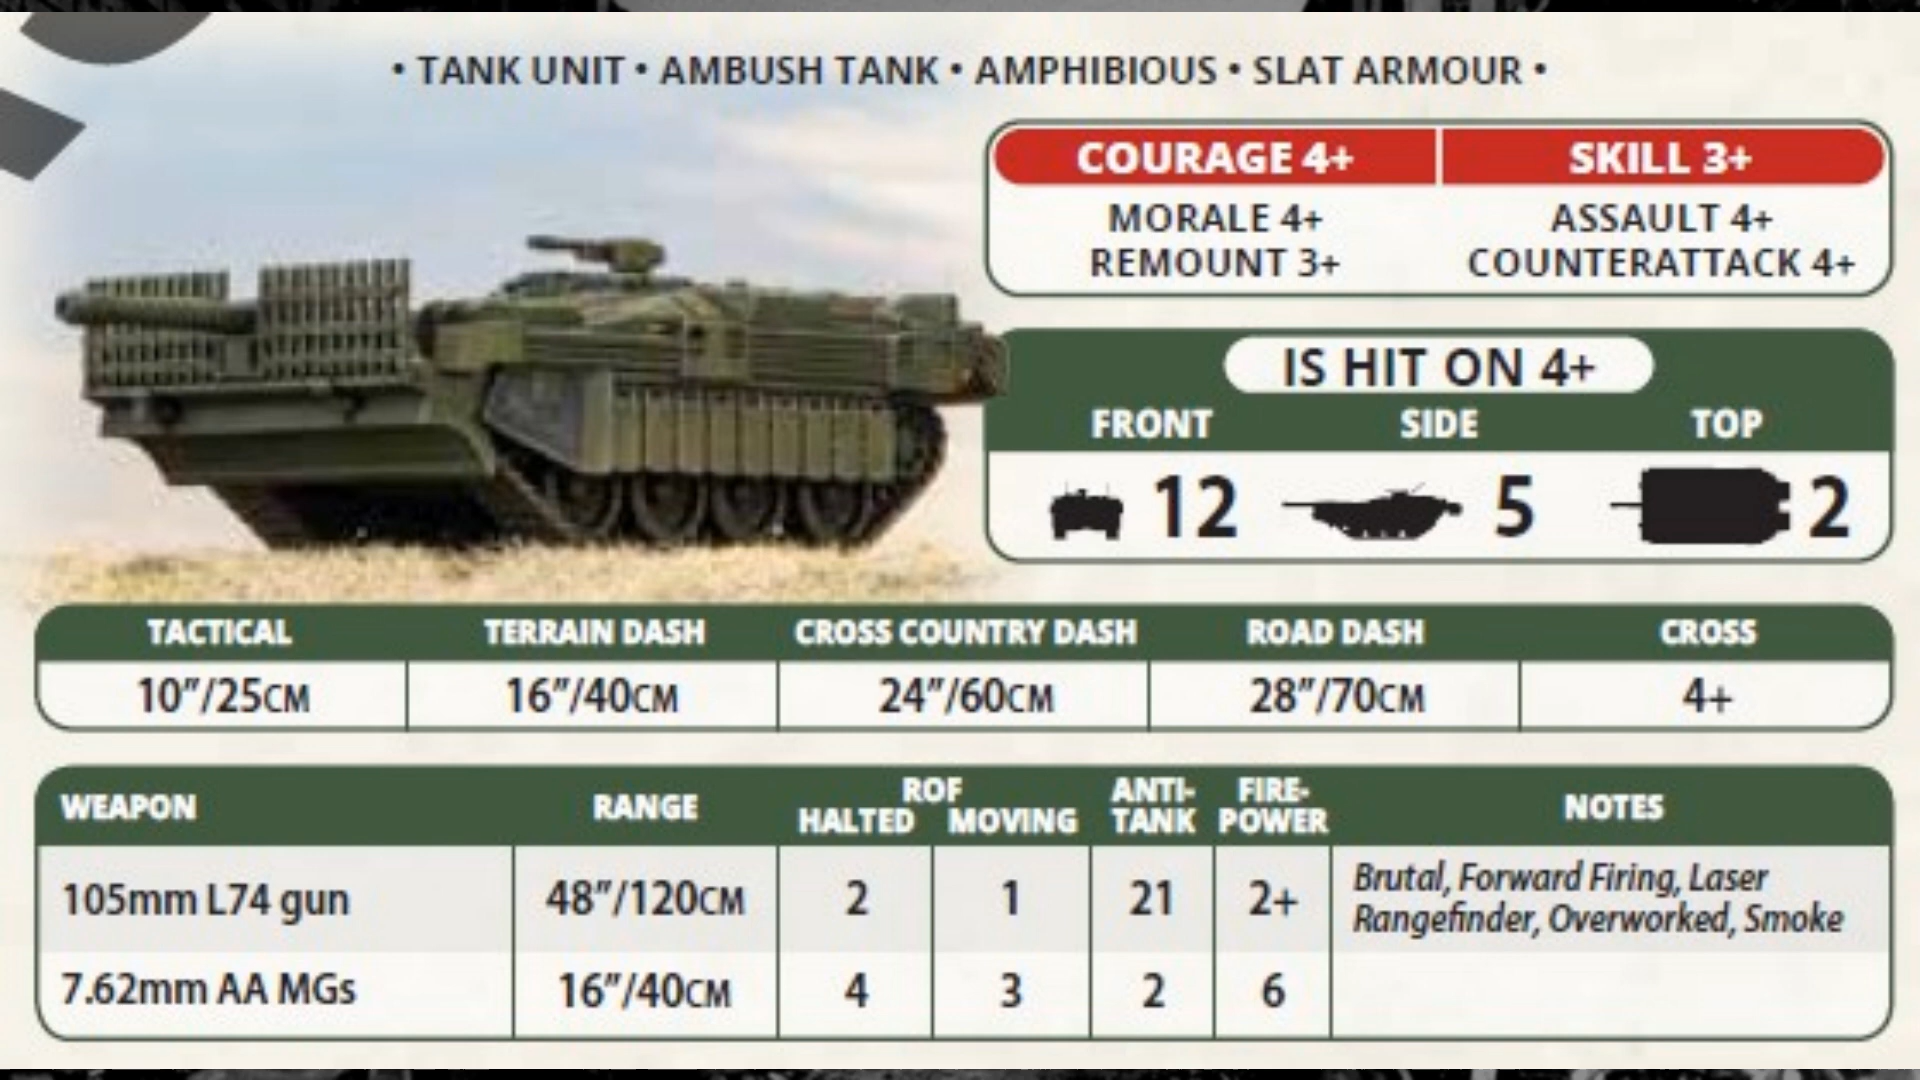 • TANK UNIT • AMBUSH TANK • AMPHIBIOUS • SLAT ARMOUR •
COURAGE 4+ SKILL 3+
MORALE 4+ ASSAULT 4+
REMOUNT 3+ COUNTERATTACK 4+
IS HIT ON 4+
FRONT SIDE TOP
12 5 2
TACTICAL TERRAIN DASH CROSS COUNTRY DASH ROAD DASH CROSS
10"/25CM 16"/40CM 24"/60CM 28"/70CM 4+
WEAPON RANGE ROF HALTED MOVING ANTI-TANK FIRE-POWER NOTES
105mm L74 gun 48"/120CM 2 1 21 2+ Brutal, Forward Firing, Laser
Rangefinder, Overworked, Smoke
7.62mm AA MGs 16"/40CM 4 3 2 6